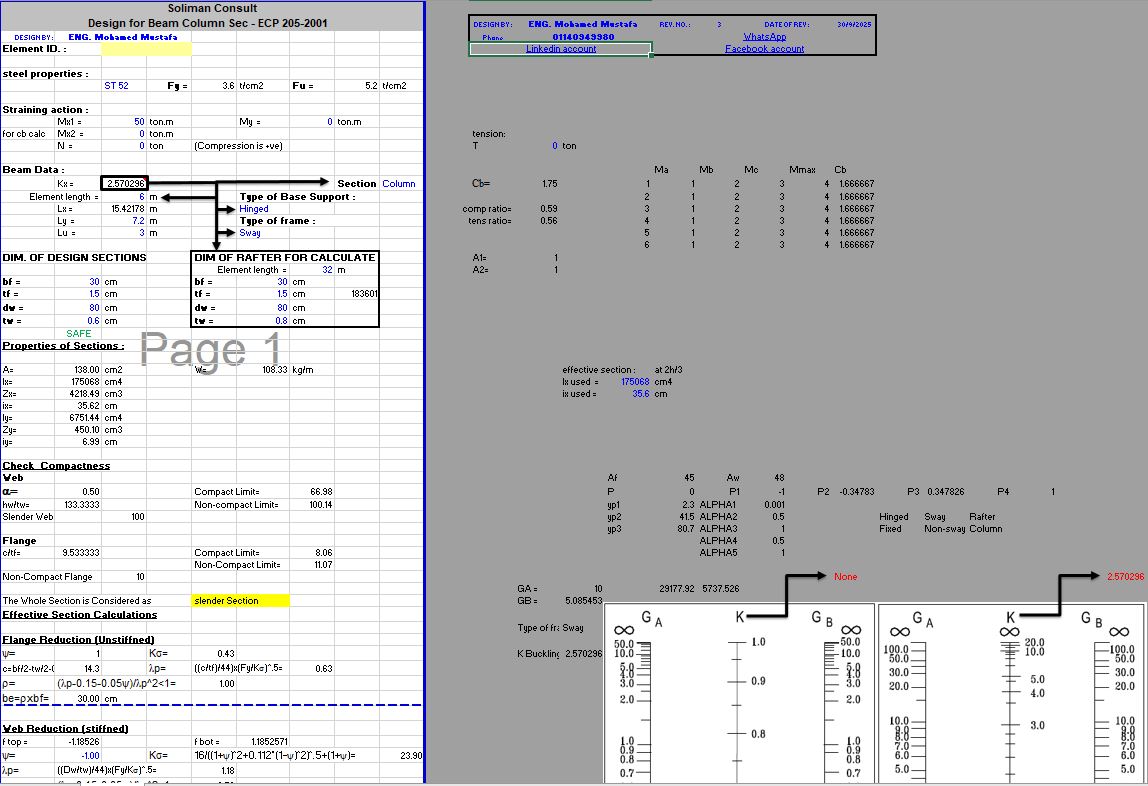 Soliman Consult
Design for Beam Column Sec - ECP 205-2001
DESIGN BY: ENG. Mohamed Mustafa
Element ID. :
steel properties :
ST 52 Fy = 3.6 t/cm2 Fu = 5.2 t/cm2
Straining action :
Mx1 = 50 ton.m My = 0 ton.m
for cb calc Mx2 = 0 ton.m
N = 0 ton (Compression is +ve)
Beam Data :
Kx = 2.570296 Section Column
Element length = 6 m Type of Base Support :
Lx = 15.42178 m Hinged
Ly = 7.2 m Type of frame :
Lu = 3 m Sway
DIM. OF DESIGN SECTIONS DIM OF RAFTER FOR CALCULATE
Element length = 32 m
bf = 30 cm bf = 30 cm
tf = 1.5 cm tf = 1.5 cm 183601
dw = 80 cm dw = 80 cm
tw = 0.6 cm tw = 0.8 cm
SAFE
Page 1
Properties of Sections :
A= 138.00 cm2 W= 108.33 kg/m
Ix= 175068 cm4
Zx= 4218.49 cm3
ix= 35.62 cm
Iy= 6751.44 cm4
Zy= 450.10 cm3
iy= 6.99 cm
Check Compactness
Web
α= 0.50 Compact Limit= 66.98
hw/tw= 133.3333 Non-compact Limit= 100.14
Slender Web 100
Flange
c/tf= 9.533333 Compact Limit= 8.06
Non-Compact Limit= 11.07
Non-Compact Flange 10
The Whole Section is Considered as slender Section
Effective Section Calculations
Flange Reduction (Unstiffned)
ψ= 1 Kσ= 0.43
c=bf/2-tw/2-( 14.3 λp= ((c/tf)/44)x(Fy/Kσ)^.5= 0.63
ρ= (λp-0.15-0.05ψ)/λp^2<1= 1.00
be=ρxbf= 30.00 cm
Web Reduction (stiffned)
f top = -1.18526 f bot = 1.1852571
ψ= -1.00 Kσ= 16/((1+ψ)^2+0.112*(1-ψ)^2)^.5+(1+ψ)= 23.90
λp= ((Dw/tw)/44)x(Fy/Kσ)^.5= 1.18
DESIGN BY: ENG. Mohamed Mustafa REV. NO.: 3 DATE OF REV: 30/9/2025
Phone 01140949980 WhatsApp
Linkedin account Facebook account
tension:
T 0 ton
Ma Mb Mc Mmax Cb
Cb= 1.75 1 1 2 3 4 1.666667
2 1 2 3 4 1.666667
comp ratio= 0.59 3 1 2 3 4 1.666667
tens ratio= 0.56 4 1 2 3 4 1.666667
5 1 2 3 4 1.666667
6 1 2 3 4 1.666667
A1= 1
A2= 1
effective section : at 2h/3
Ix used = 175068 cm4
ix used = 35.6 cm
Af 45 Aw 48
P 0 P1 -1 P2 -0.34783 P3 0.347826 P4 1
yp1 2.3 ALPHA1 0.001
yp2 41.5 ALPHA2 0.5 Hinged Sway Rafter
yp3 80.7 ALPHA3 1 Fixed Non-sway Column
ALPHA4 0.5
ALPHA5 1
None 2.570296
GA = 10 29177.92 5737.526
GB = 5.085453
Type of fra Sway
K Buckling 2.570296
G A K G B
∞ ∞
50.0 1.0 50.0
10.0 10.0
5.0 5.0
4.0 4.0
3.0 0.9 3.0
2.0 2.0
0.8
1.0 1.0
0.9 0.9
0.8 0.8
0.7 0.7
G A K G B
∞ ∞ ∞
100.0 20.0 100.0
50.0 10.0 50.0
30.0 5.0 30.0
20.0 4.0 20.0
10.0 3.0 10.0
9.0 9.0
8.0 8.0
7.0 7.0
6.0 6.0
5.0 5.0